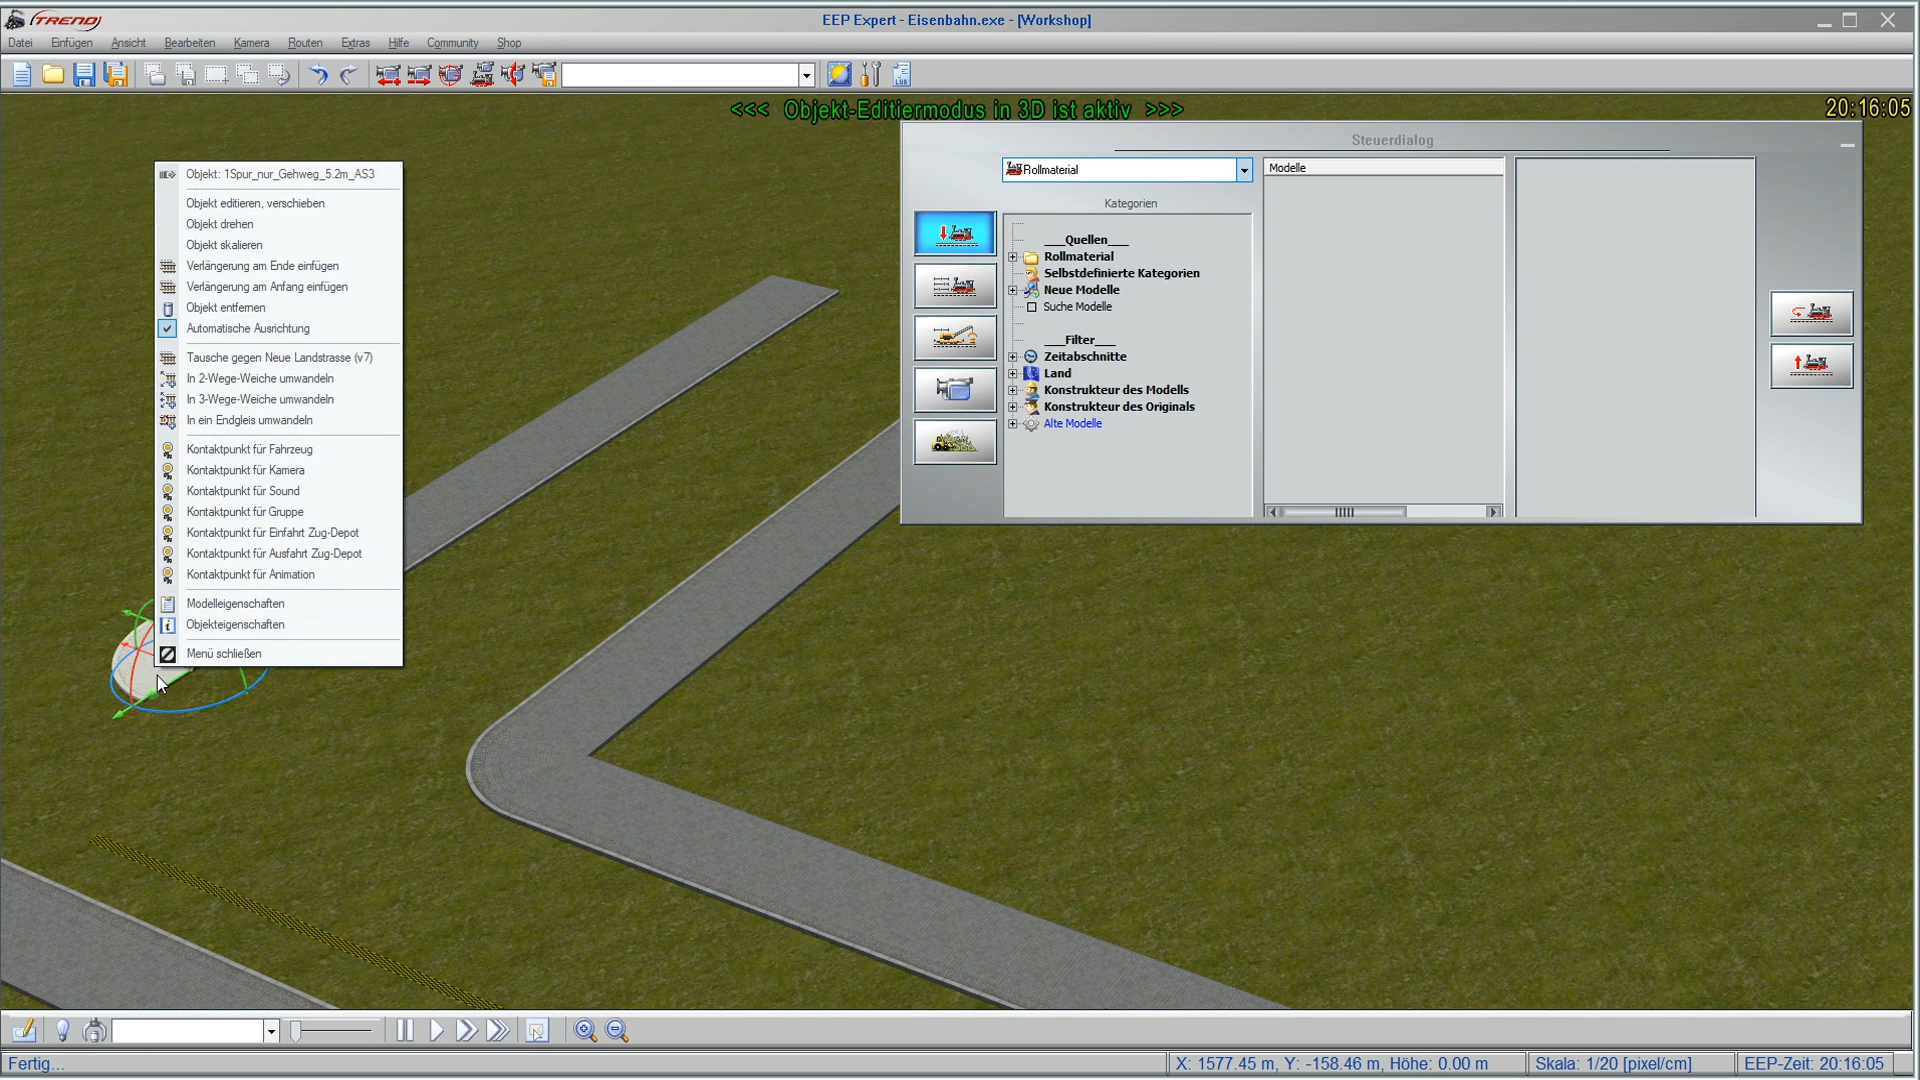 TREND
EEP Expert - Eisenbahn.exe - [Workshop]
Datei Einfügen Ansicht Bearbeiten Kamera Routen Extras Hilfe Community Shop
LUA
<<< Objekt-Editiermodus in 3D ist aktiv >>>
20:16:05
Objekt: 1Spur_nur_Gehweg_5.2m_AS3
Objekt editieren, verschieben
Objekt drehen
Objekt skalieren
Verlängerung am Ende einfügen
Verlängerung am Anfang einfügen
Objekt entfernen
Automatische Ausrichtung
Tausche gegen Neue Landstrasse (v7)
In 2-Wege-Weiche umwandeln
In 3-Wege-Weiche umwandeln
In ein Endgleis umwandeln
Kontaktpunkt für Fahrzeug
Kontaktpunkt für Kamera
Kontaktpunkt für Sound
Kontaktpunkt für Gruppe
Kontaktpunkt für Einfahrt Zug-Depot
Kontaktpunkt für Ausfahrt Zug-Depot
Kontaktpunkt für Animation
Modelleigenschaften
Objekteigenschaften
Menü schließen
Steuerdialog
Rollmaterial
Kategorien
___Quellen___
Rollmaterial
Selbstdefinierte Kategorien
Neue Modelle
Suche Modelle
___Filter___
Zeitabschnitte
Land
Konstrukteur des Modells
Konstrukteur des Originals
Alte Modelle
Modelle
Fertig...
X: 1577.45 m, Y: -158.46 m, Höhe: 0.00 m
Skala: 1/20 [pixel/cm]
EEP-Zeit: 20:16:05